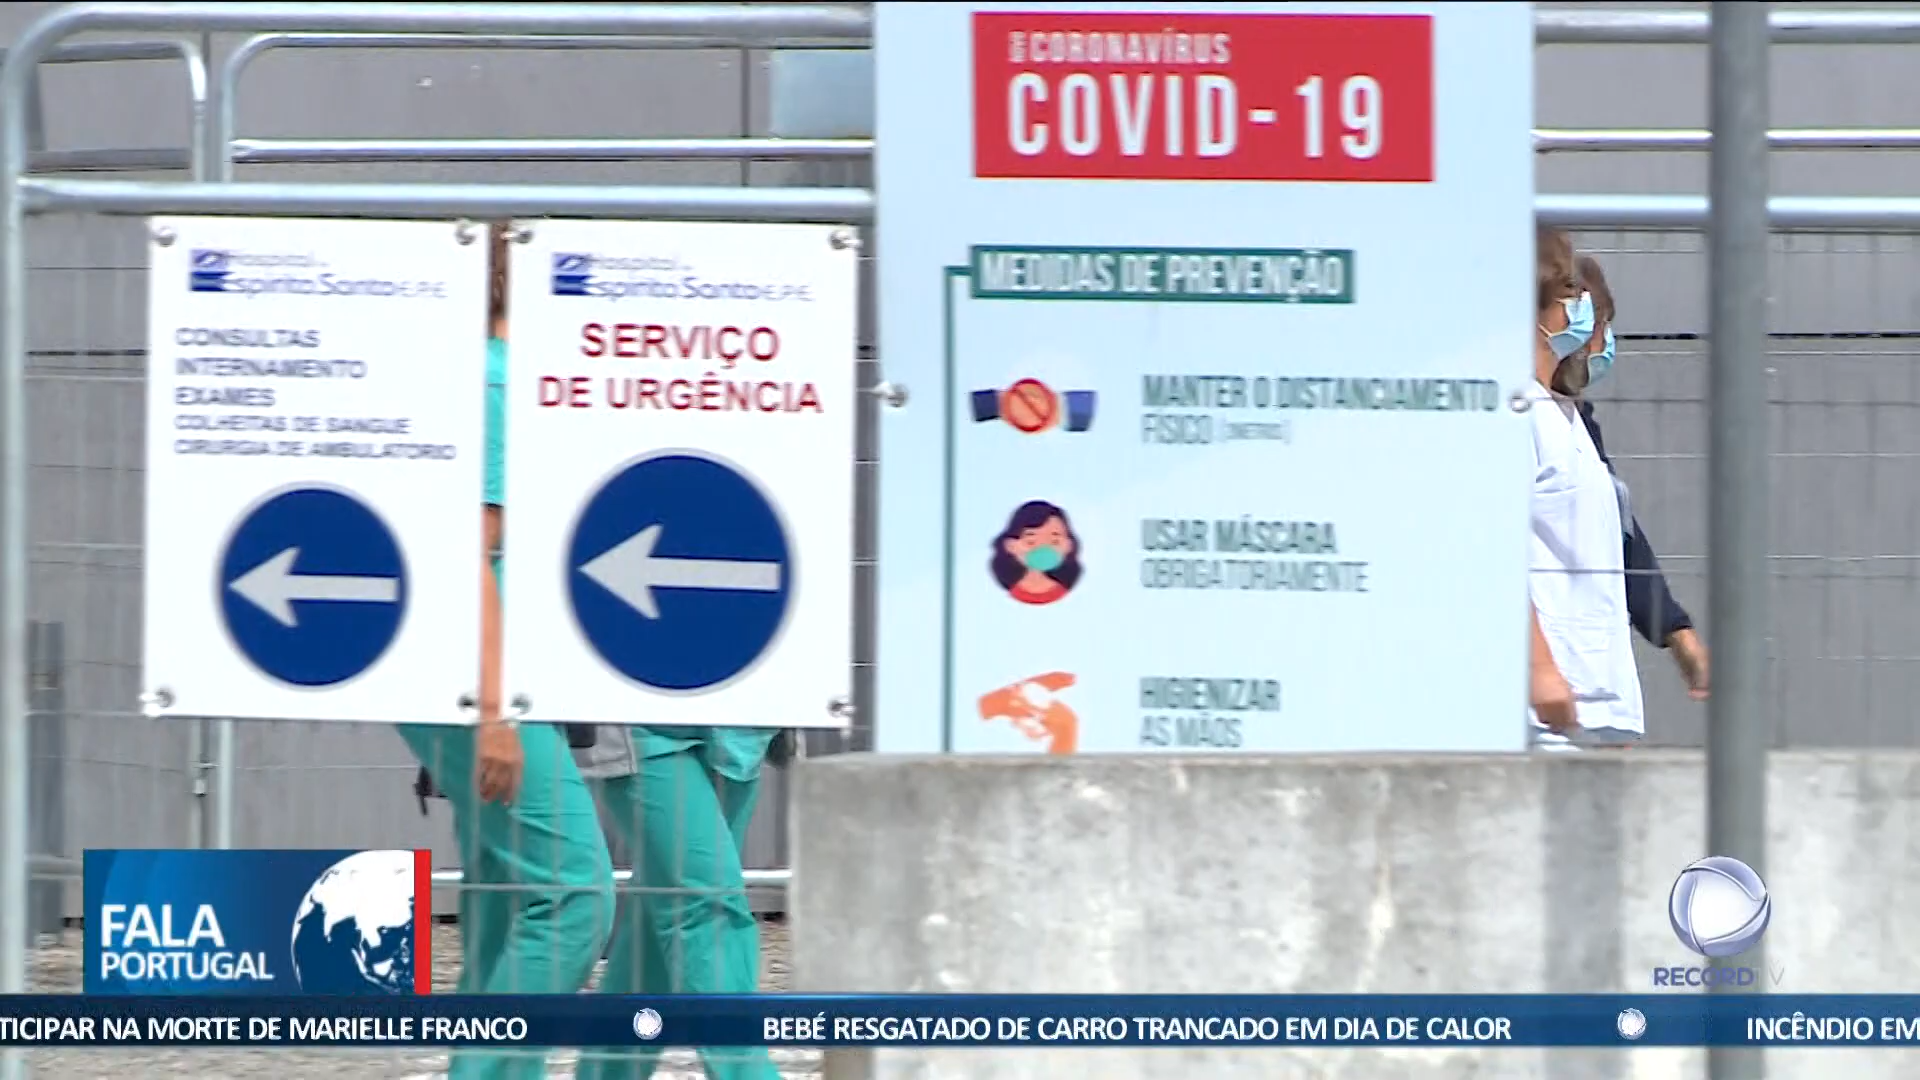 CORONAVÍRUS
COVID-19
MEDIDAS DE PREVENÇÃO
MANTER O DISTANCIAMENTO
FÍSICO
USAR MÁSCARA
OBRIGATORIAMENTE
HIGIENIZAR
AS MÃOS
Hospital do
Espírito Santo E.P.E.
CONSULTAS
INTERNAMENTO
EXAMES
COLHEITAS DE SANGUE
CIRURGIA DE AMBULATÓRIO
Hospital do
Espírito Santo E.P.E.
SERVIÇO
DE URGÊNCIA
FALA
PORTUGAL
RECORD TV
TICIPAR NA MORTE DE MARIELLE FRANCO
BEBÉ RESGATADO DE CARRO TRANCADO EM DIA DE CALOR
INCÊNDIO EM